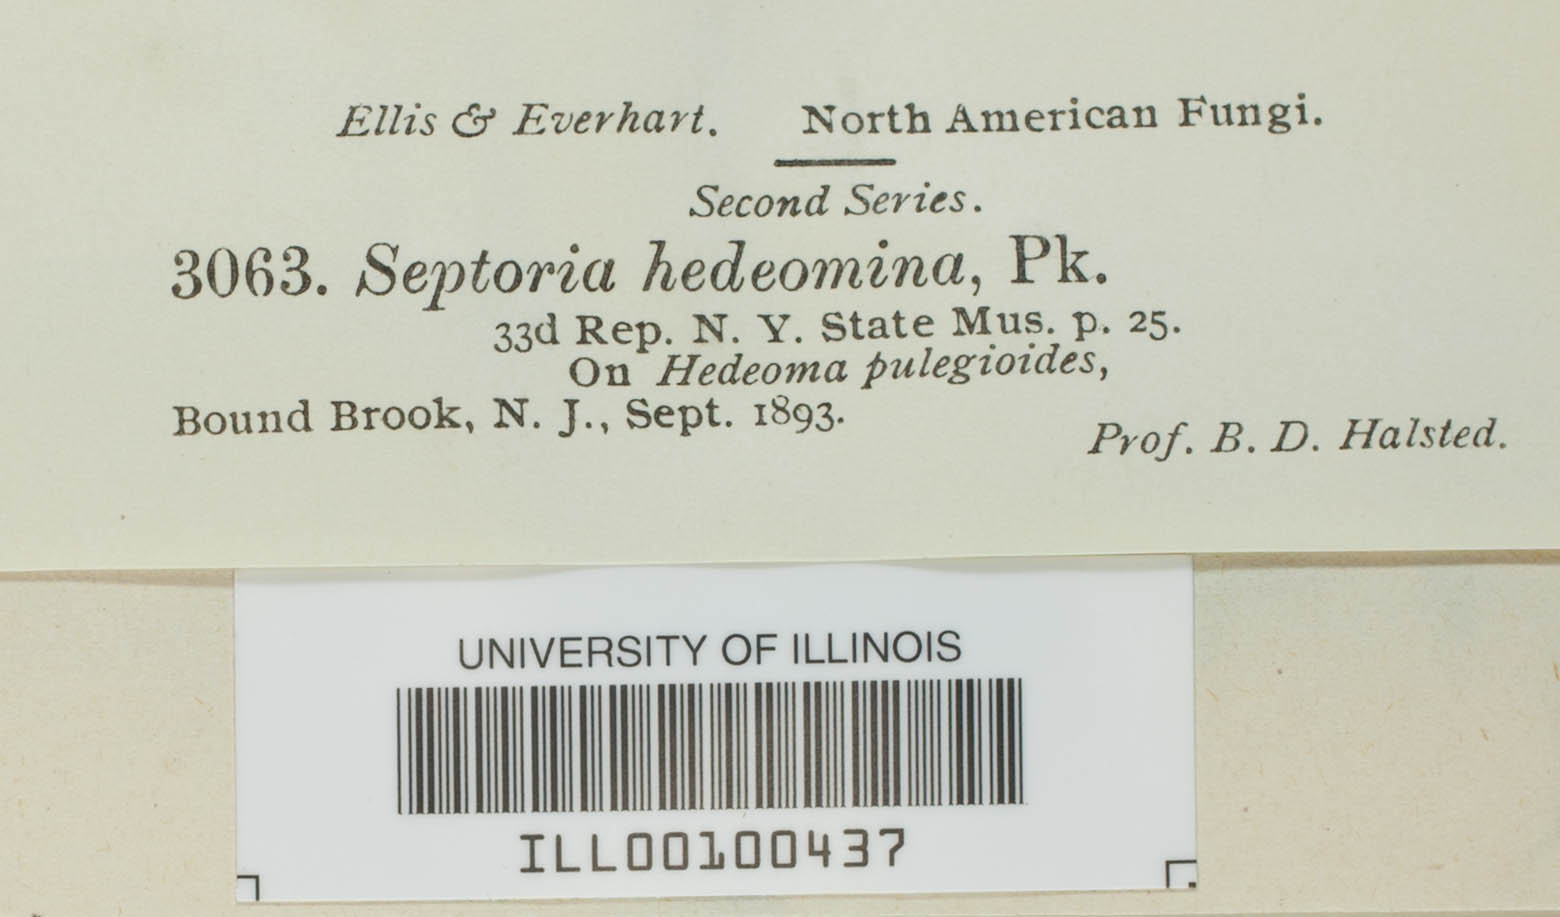 Ellis & Everhart. North American Fungi.
Second Series.
3063. Septoria hedeomina, Pk.
33d Rep. N. Y. State Mus. p. 25.
On Hedeoma pulegioides,
Bound Brook, N. J., Sept. 1893.
Prof. B. D. Halsted.
UNIVERSITY OF ILLINOIS
ILL00100437